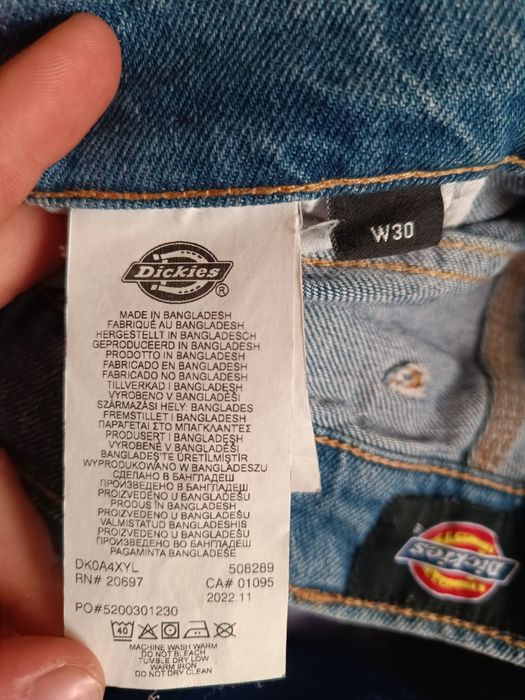 W30
Dickies
®
MADE IN BANGLADESH
FABRIQUÉ AU BANGLADESH
HERGESTELLT IN BANGLADESCH
GEPRODUCEERD IN BANGLADESH
PRODOTTO IN BANGLADESH
FABRICADO EN BANGLADESH
FABRICADO NO BANGLADESH
TILLVERKAD I BANGLADESH
VYROBENO V BANGLADÉŠI
SZÁRMAZÁSI HELY: BANGLADES
FREMSTILLET I BANGLADESH
ΠΑΡΑΓΕΤΑΙ ΣΤΟ ΜΠΑΓΚΛΑΝΤΕΣ
PRODUSERT I BANGLADESH
VYROBENÉ V BANGLADÉŠI
BANGLADEŞ'TE ÜRETİLMİŞTİR
WYPRODUKOWANO W BANGLADESZU
СДЕЛАНО В БАНГЛАДЕШ
ПРОИЗВЕДЕНО В БАНГЛАДЕШ
PROIZVEDENO U BANGLADEŠU
PRODUS ÎN BANGLADESH
PROIZVEDENO U BANGLADEŠU
VALMISTATUD BANGLADESHIS
PROIZVEDENO U BANGLADEŠU
ПРОИЗВЕДЕНО ВО БАНГЛАДЕШ
PAGAMINTA BANGLADEŠE
DK0A4XYL 508289
RN# 20697 CA# 01095
2022.11
PO#5200301230
40
MACHINE WASH WARM
DO NOT BLEACH
TUMBLE DRY LOW
WARM IRON
DO NOT DRY CLEAN
Dickies